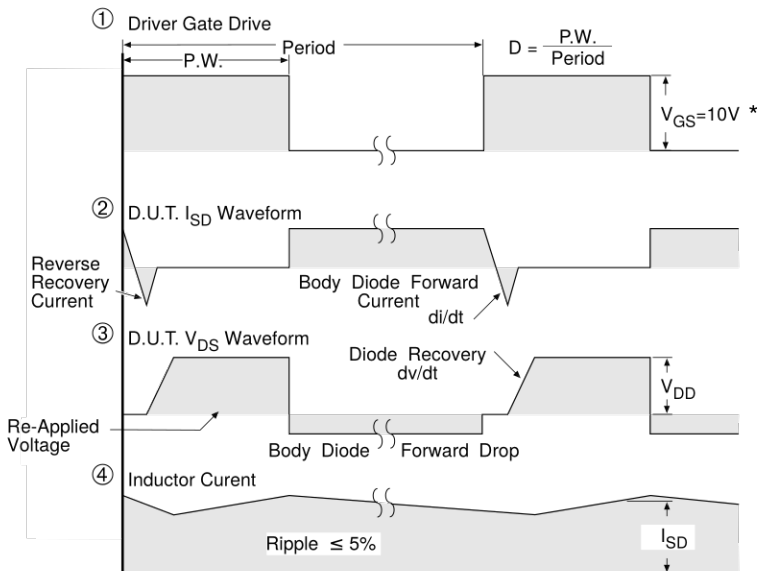 ① Driver Gate Drive
Period
P.W.
D = P.W. / Period
V_GS=10V *
② D.U.T. I_SD Waveform
Reverse
Recovery
Current
Body Diode Forward
Current
di/dt
③ D.U.T. V_DS Waveform
Diode Recovery
dv/dt
V_DD
Re-Applied
Voltage
Body Diode Forward Drop
④ Inductor Curent
Ripple ≤ 5%
I_SD